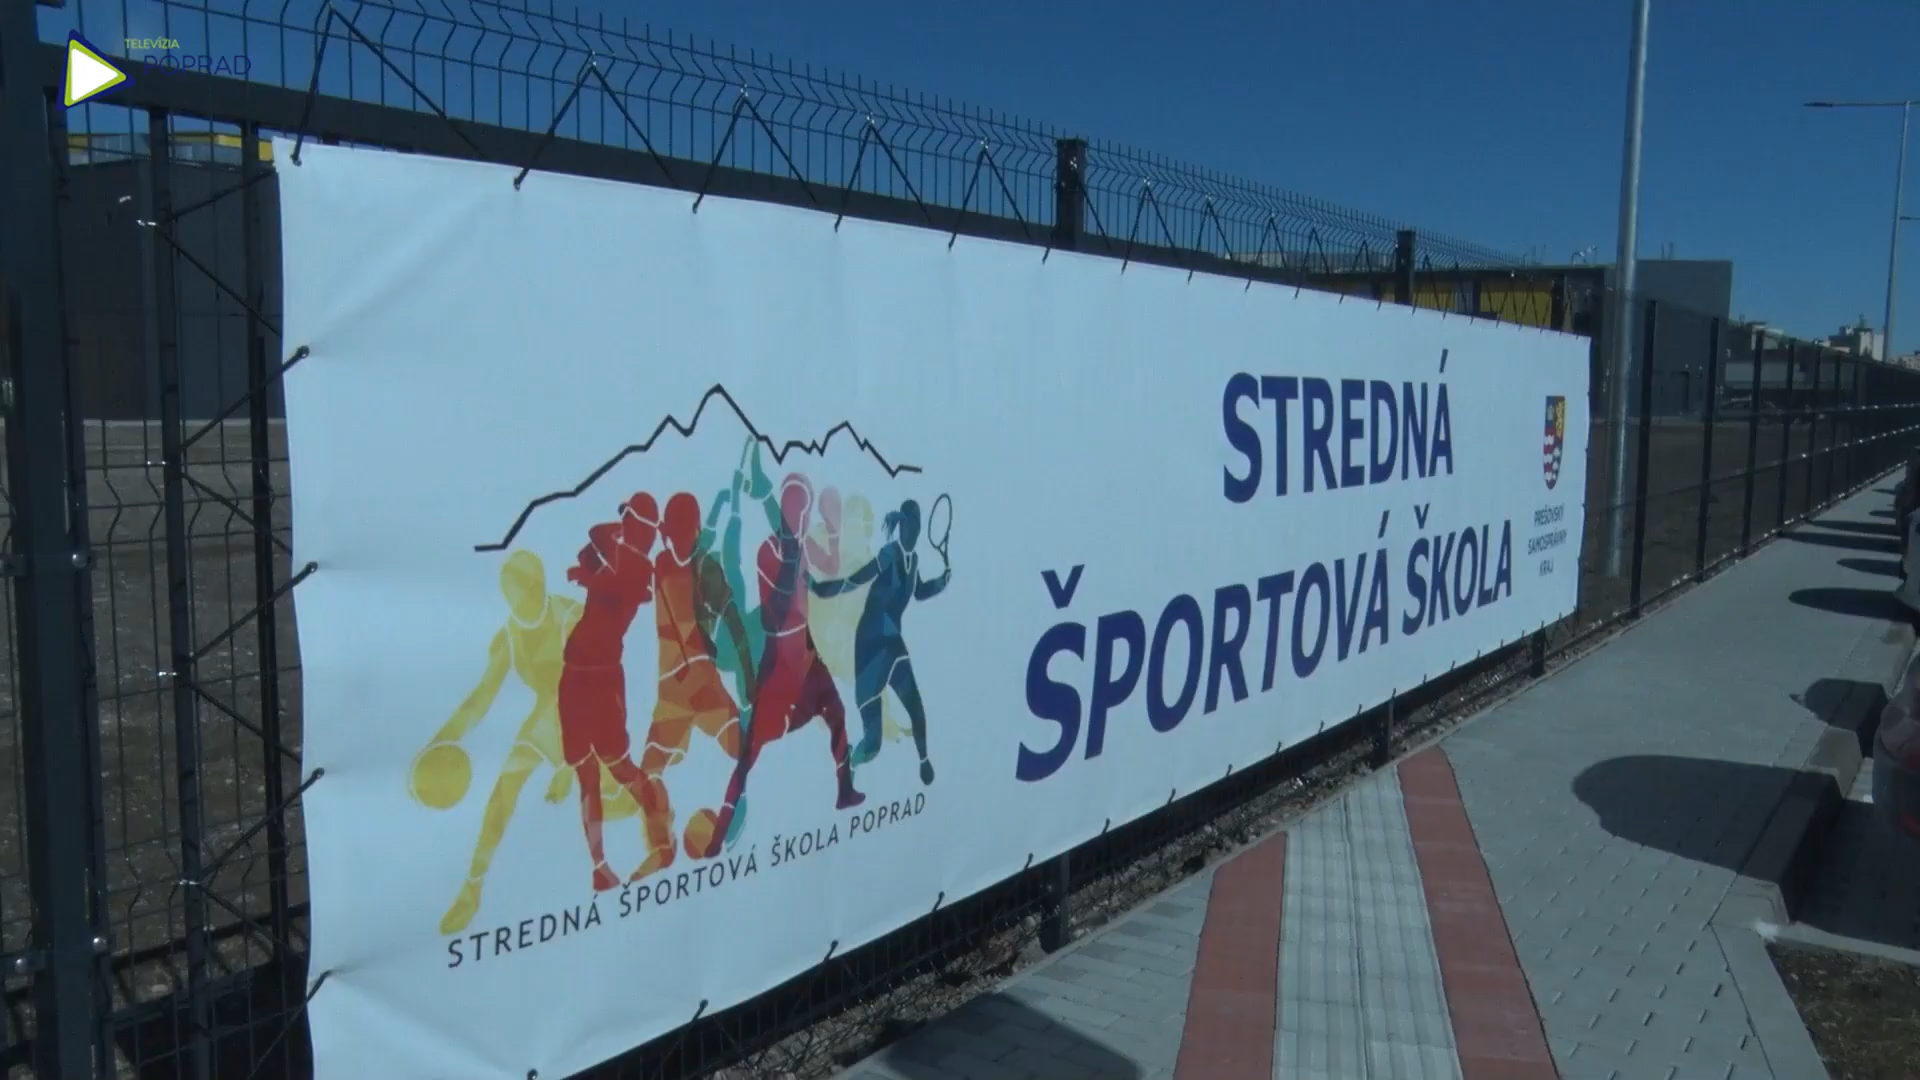 TELEVÍZIA
POPRAD
STREDNÁ
ŠPORTOVÁ ŠKOLA
PREŠOVSKÝ
SAMOSPRÁVNY
KRAJ
STREDNÁ ŠPORTOVÁ ŠKOLA POPRAD